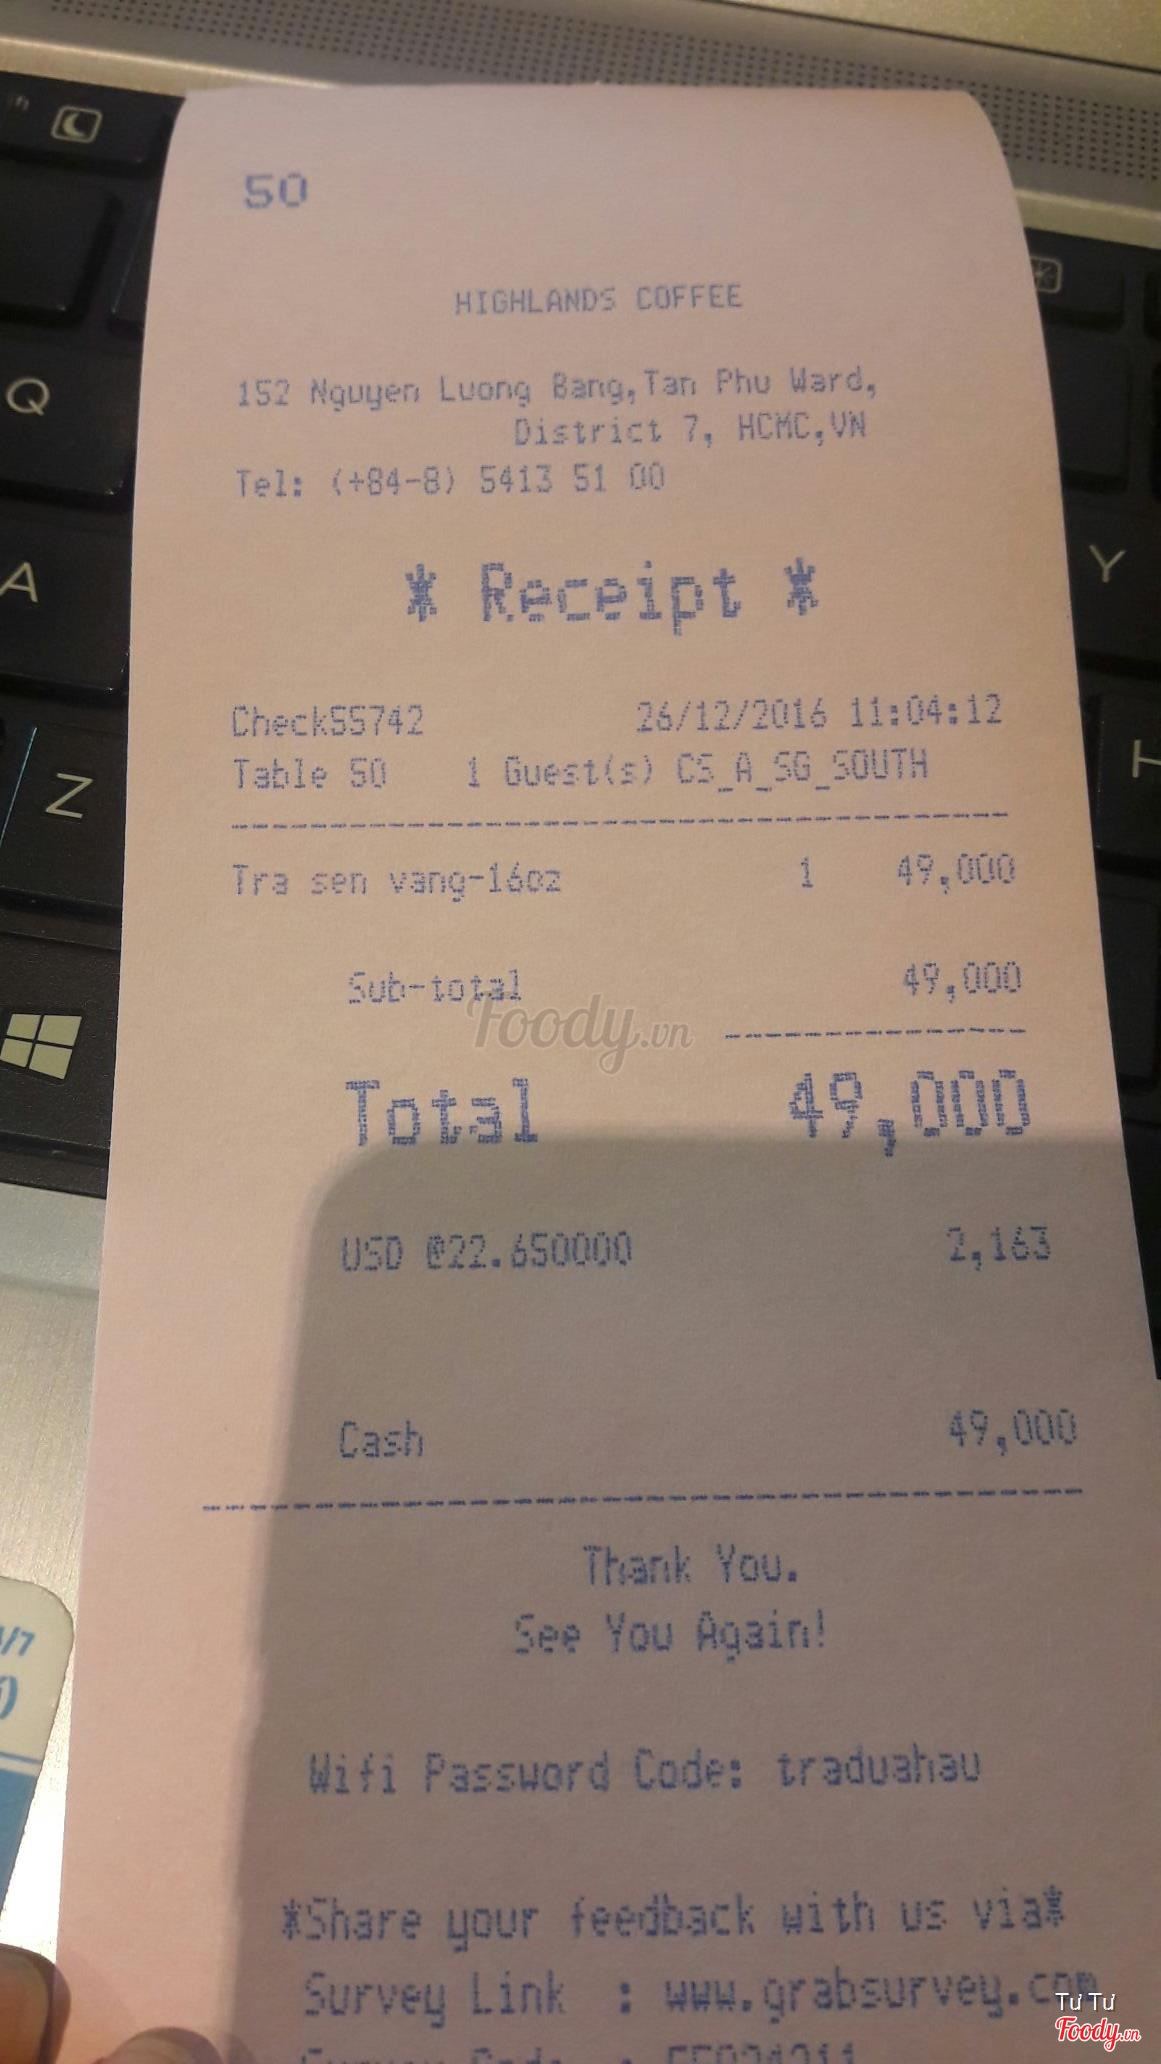 50
HIGHLANDS COFFEE
152 Nguyen Luong Bang,Tan Phu Ward,
District 7, HCMC,VN
Tel: (+84-8) 5413 51 00
* Receipt *
Check55742 26/12/2016 11:04:12
Table 50 1 Guest(s) CS_A_SG_SOUTH
Tra sen vang-16oz 1 49,000
Sub-total 49,000
Foody.vn
Total 49,000
USD @22.650000 2,163
Cash 49,000
Thank You.
See You Again!
Wifi Password Code: traduahau
*Share your feedback with us via*
Survey Link : www.grabsurvey.com
Tư Tư
Foody.vn
Q
A
Z
Y
H